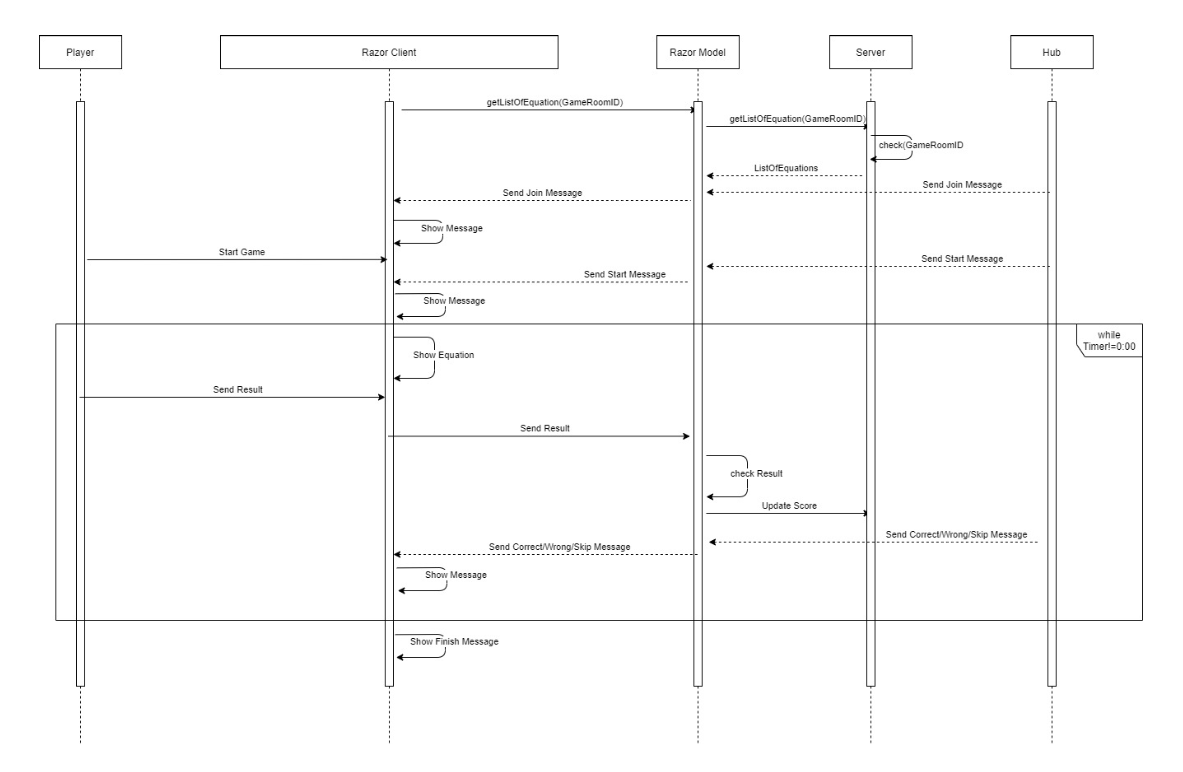 Player
Razor Client
Razor Model
Server
Hub
getListOfEquation(GameRoomID)
getListOfEquation(GameRoomID)
check(GameRoomID
ListOfEquations
Send Join Message
Send Join Message
Show Message
Start Game
Send Start Message
Send Start Message
Show Message
while
Timer!=0:00
Show Equation
Send Result
Send Result
check Result
Update Score
Send Correct/Wrong/Skip Message
Send Correct/Wrong/Skip Message
Show Message
Show Finish Message